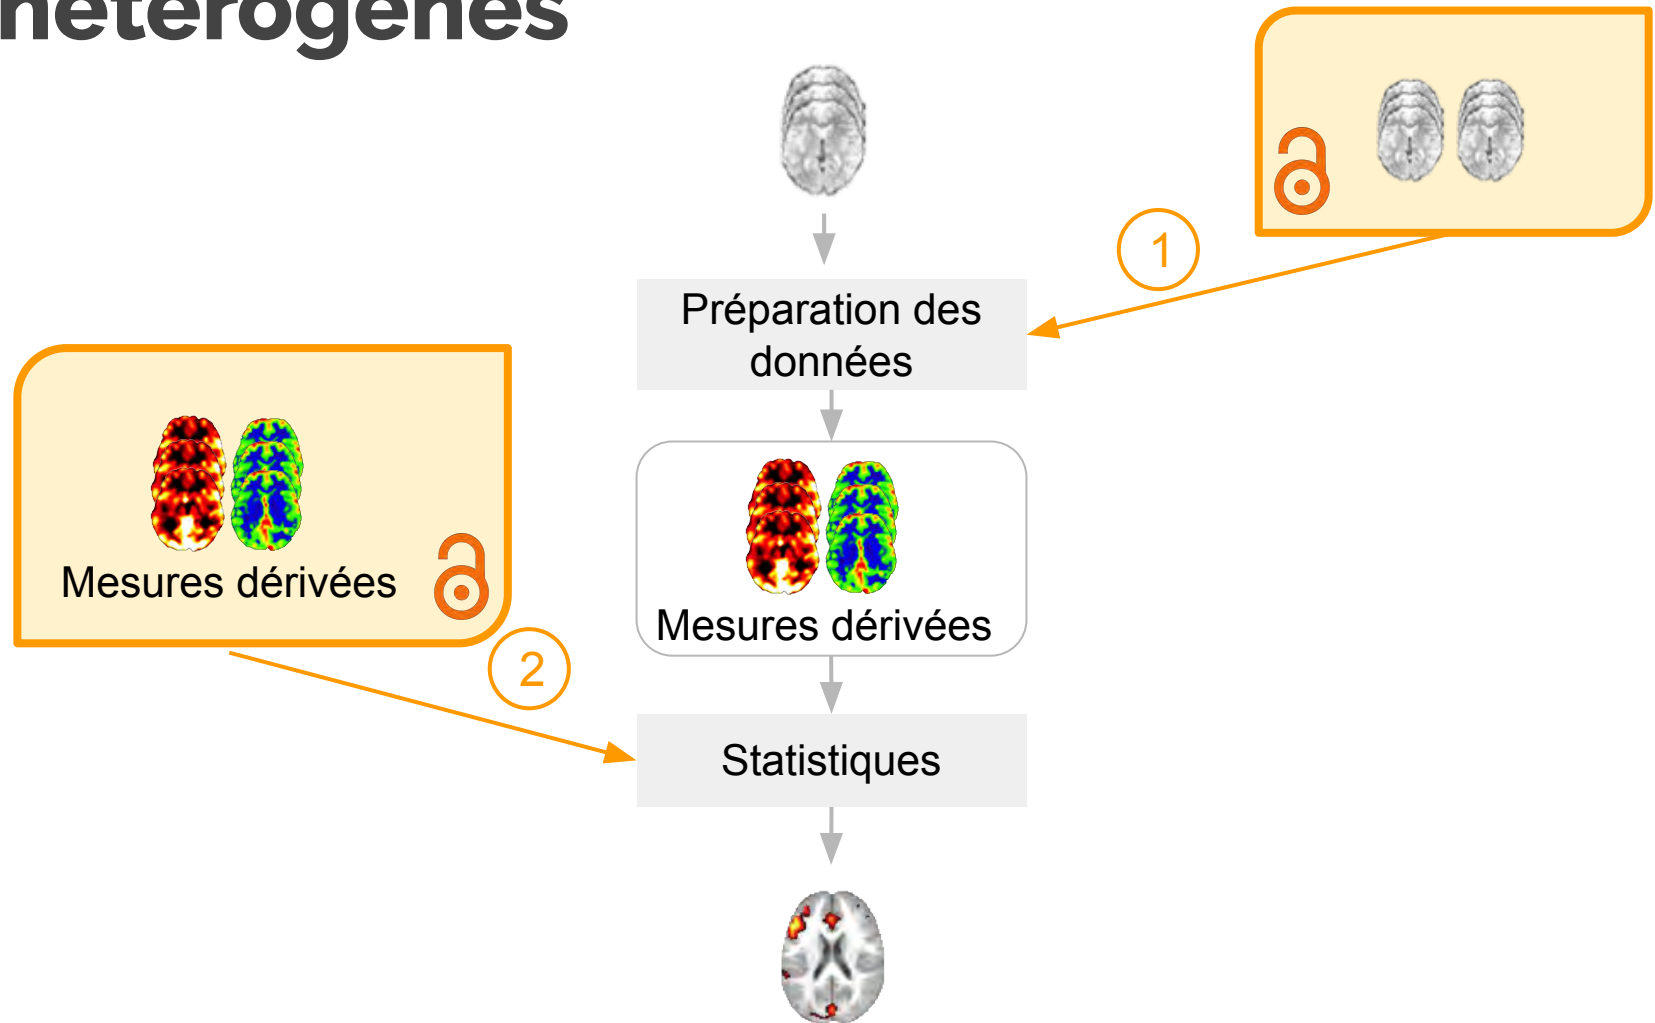 hétérogènes
1
Préparation des
données
Mesures dérivées
Mesures dérivées
2
Statistiques